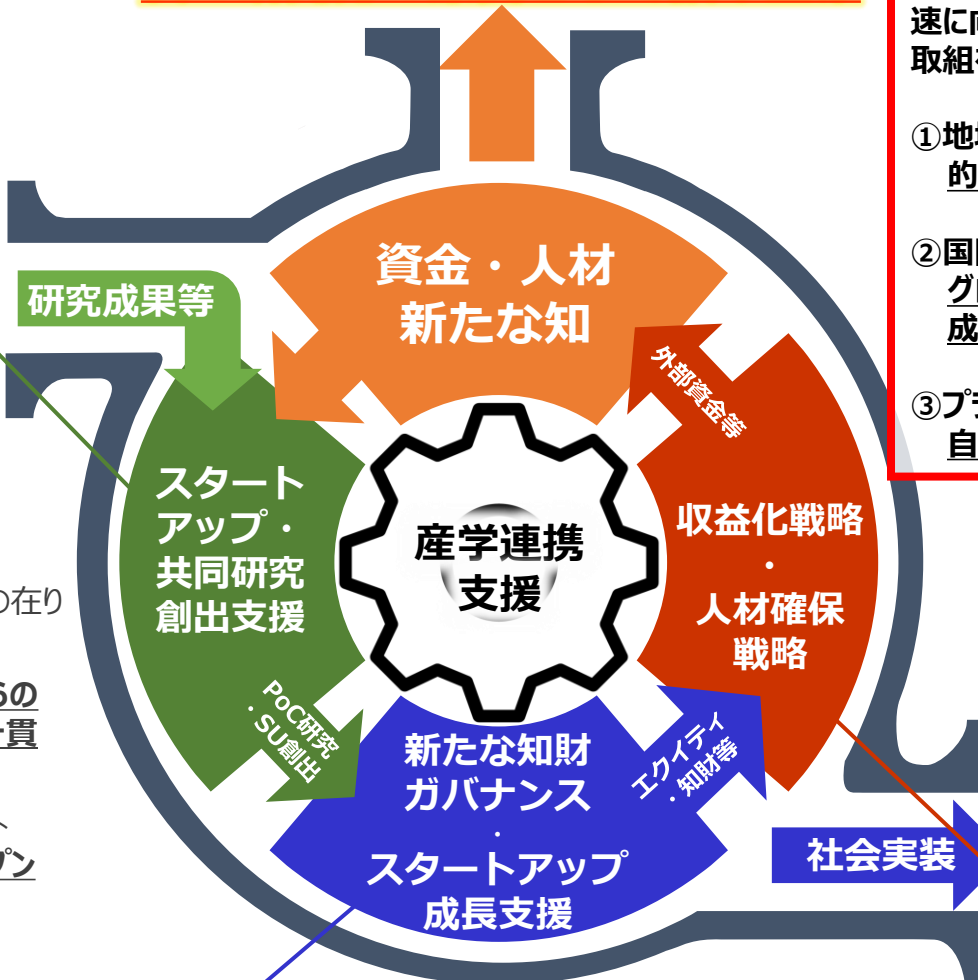 速に
取組
①地
的
②国
グ
成
③プ
自
資金・人材
新たな知
研究成果等
外部資金等
スタート
アップ・
共同研究
創出支援
産学連携
支援
収益化戦略
・
人材確保
戦略
の在り
らの
一貫
PoC研究
・SU創出
エクイティ
・知財等
新たな知財
ガバナンス
・
スタートアップ
成長支援
プン
社会実装